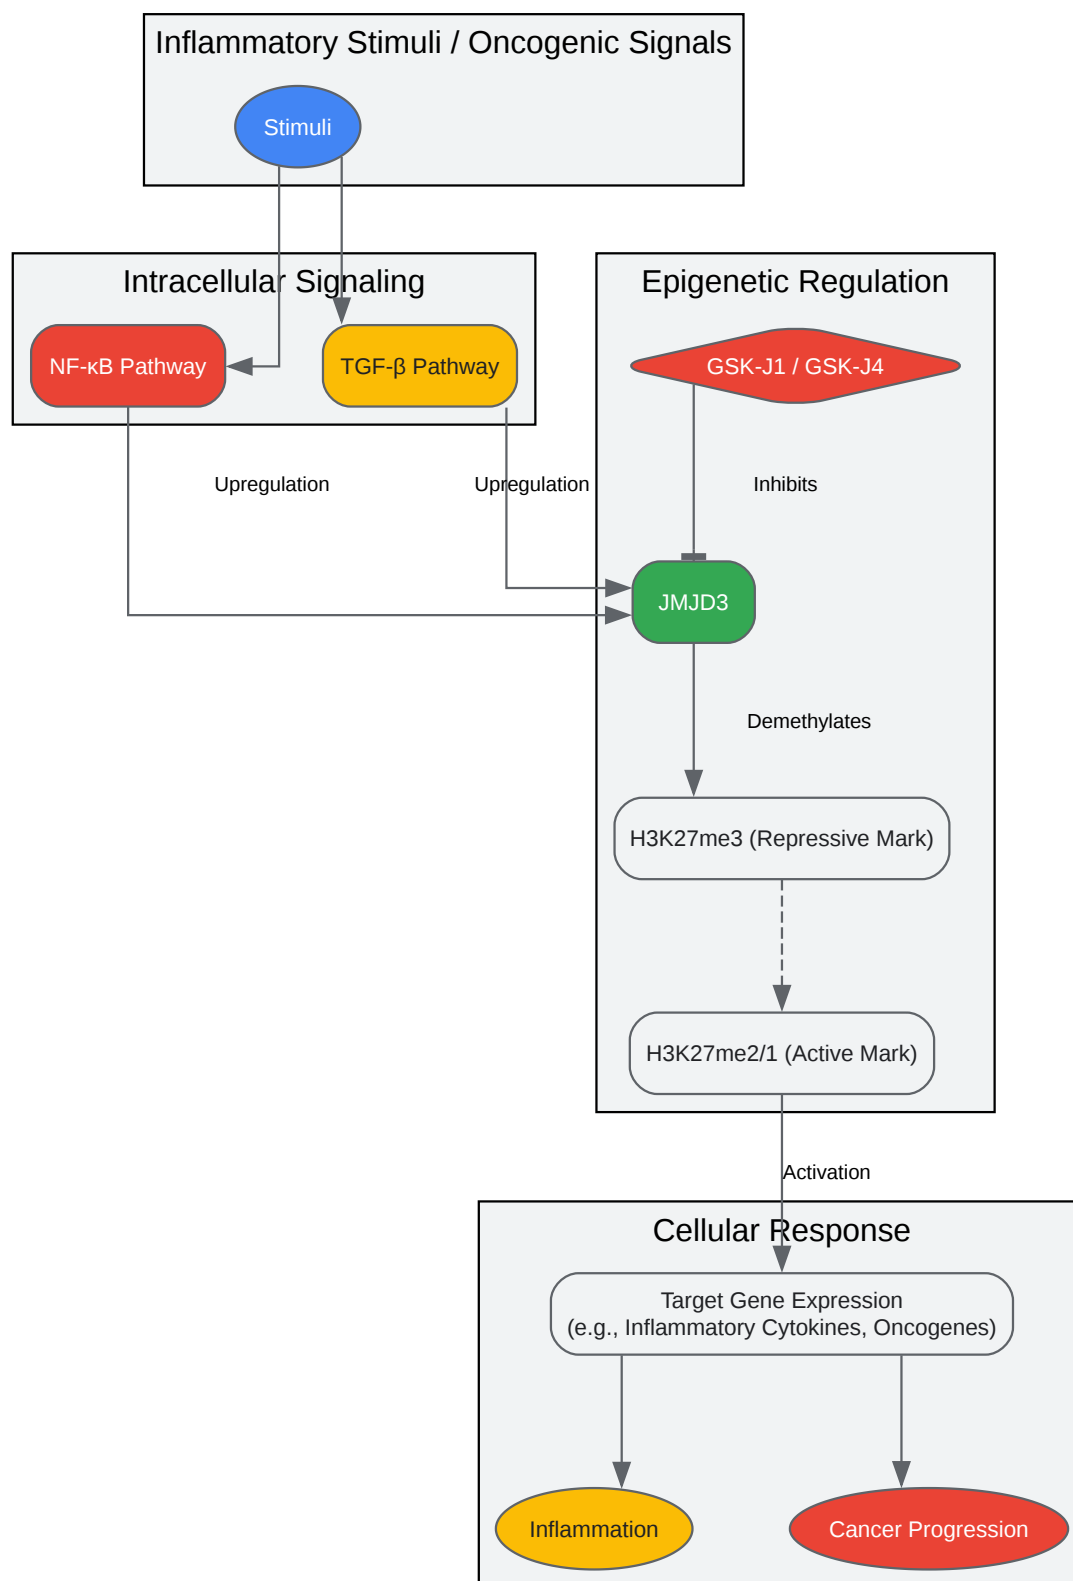 Inflammatory Stimuli / Oncogenic Signals
Stimuli
Intracellular Signaling
NF-κB Pathway
TGF-β Pathway
Epigenetic Regulation
GSK-J1 / GSK-J4
Upregulation
Upregulation
Inhibits
JMJD3
Demethylates
H3K27me3 (Repressive Mark)
H3K27me2/1 (Active Mark)
Activation
Cellular Response
Target Gene Expression
(e.g., Inflammatory Cytokines, Oncogenes)
Inflammation
Cancer Progression